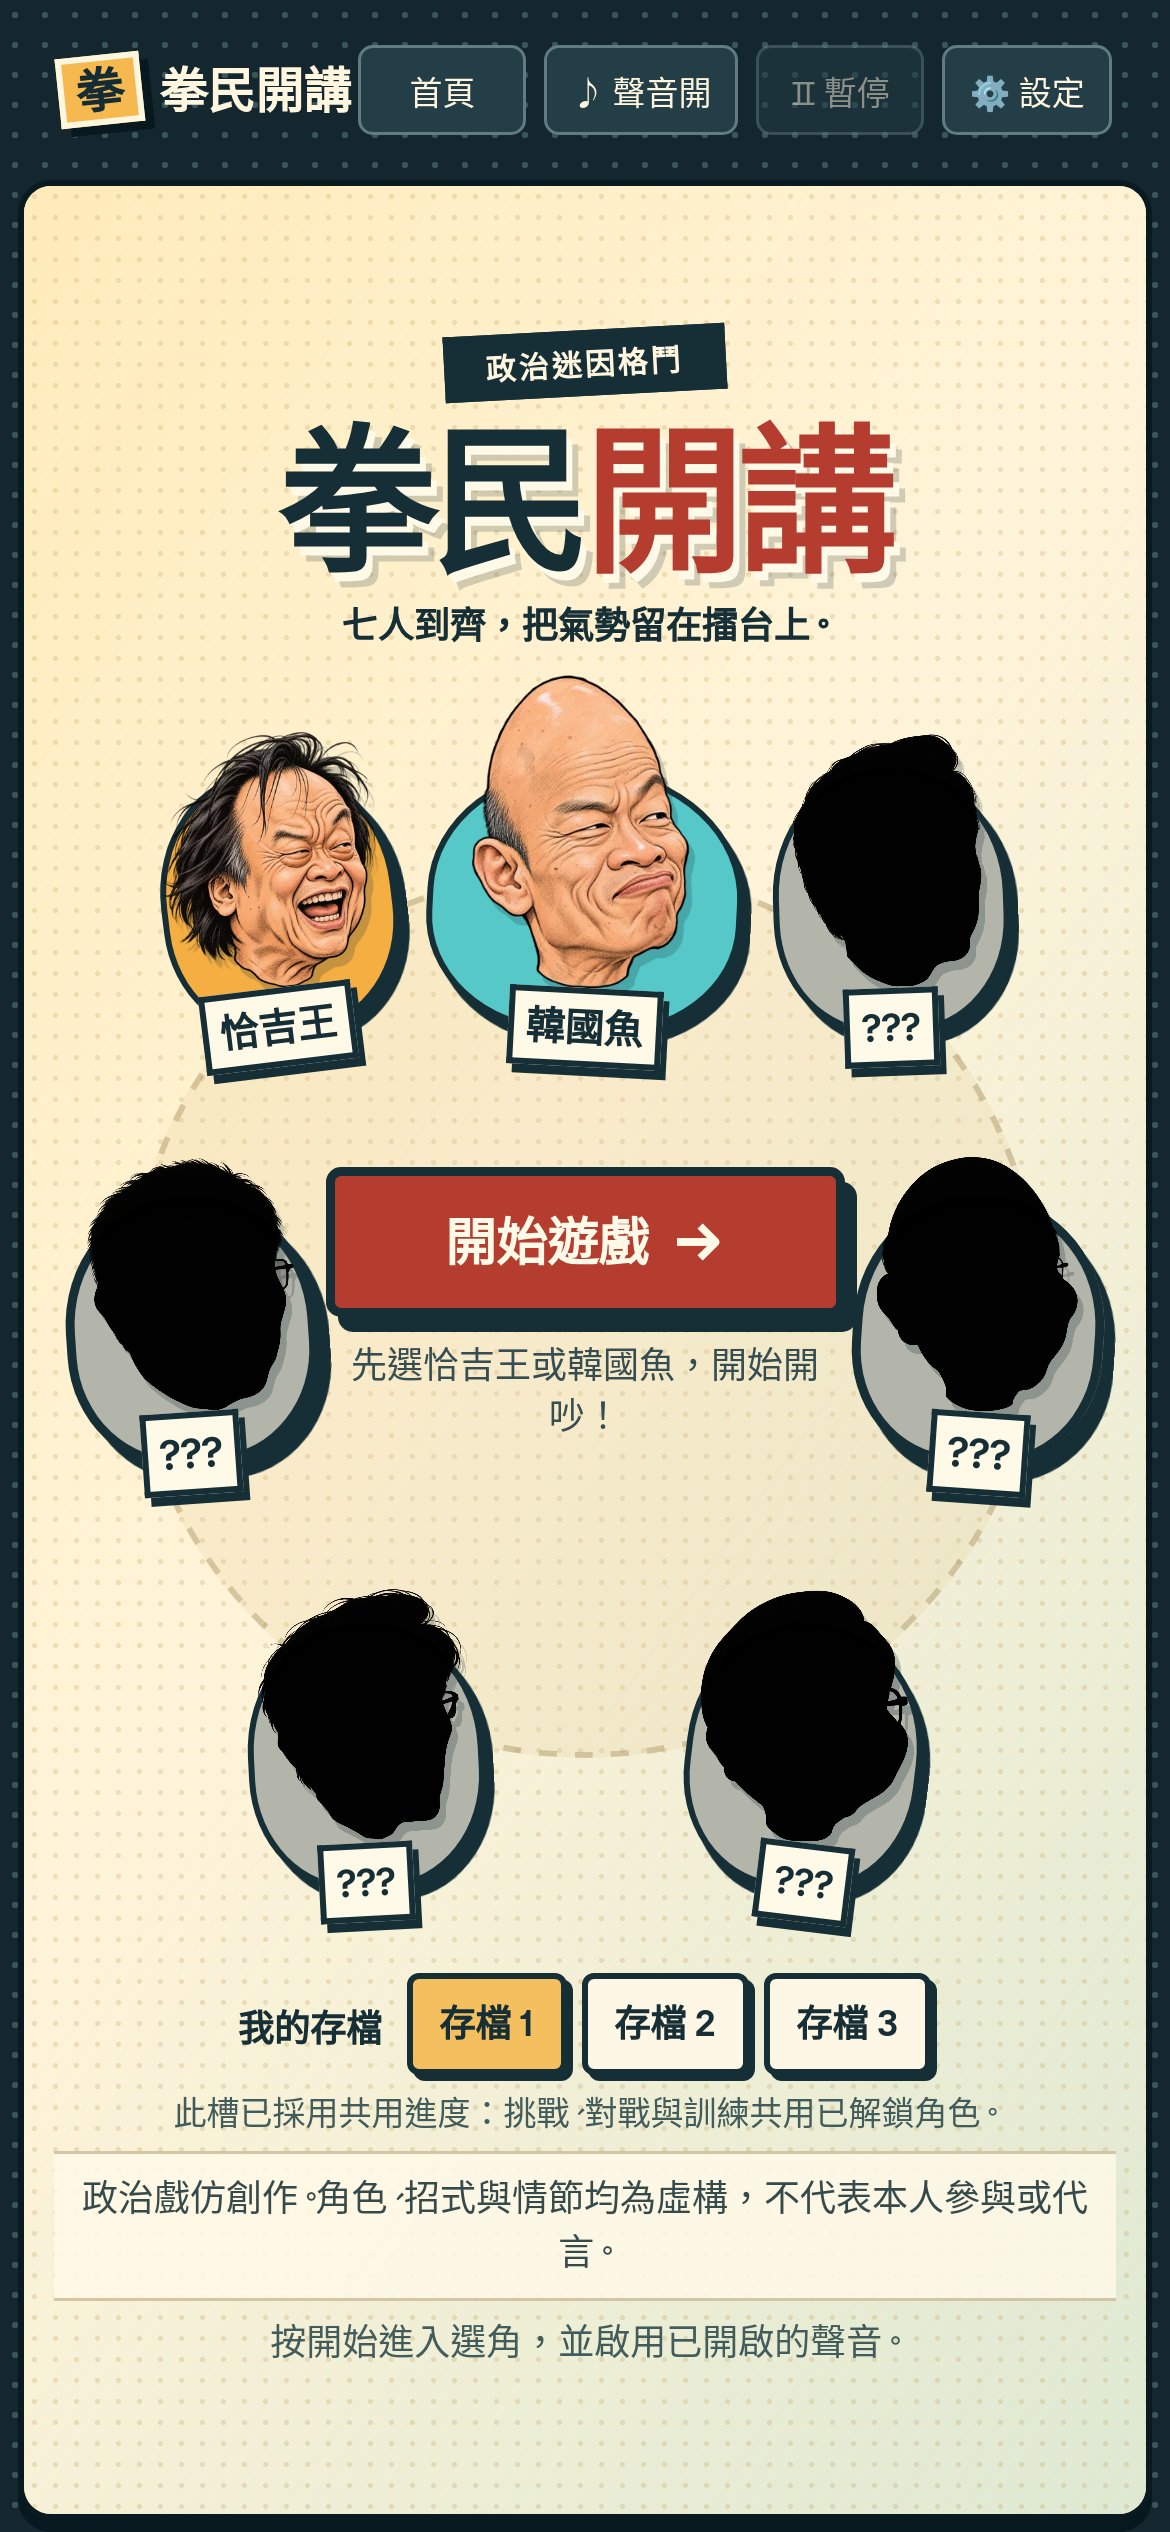 拳 拳民開講 首頁 ♪ 聲音開 Ⅱ 暫停 ⚙️ 設定
政治迷因格鬥
拳民開講
七人到齊，把氣勢留在擂台上。
恰吉王
韓國魚
???
開始遊戲 →
先選恰吉王或韓國魚，開始開
吵！
???
???
???
???
我的存檔 存檔 1 存檔 2 存檔 3
此槽已採用共用進度：挑戰、對戰與訓練共用已解鎖角色。
政治戲仿創作。角色、招式與情節均為虛構，不代表本人參與或代
言。
按開始進入選角，並啟用已開啟的聲音。